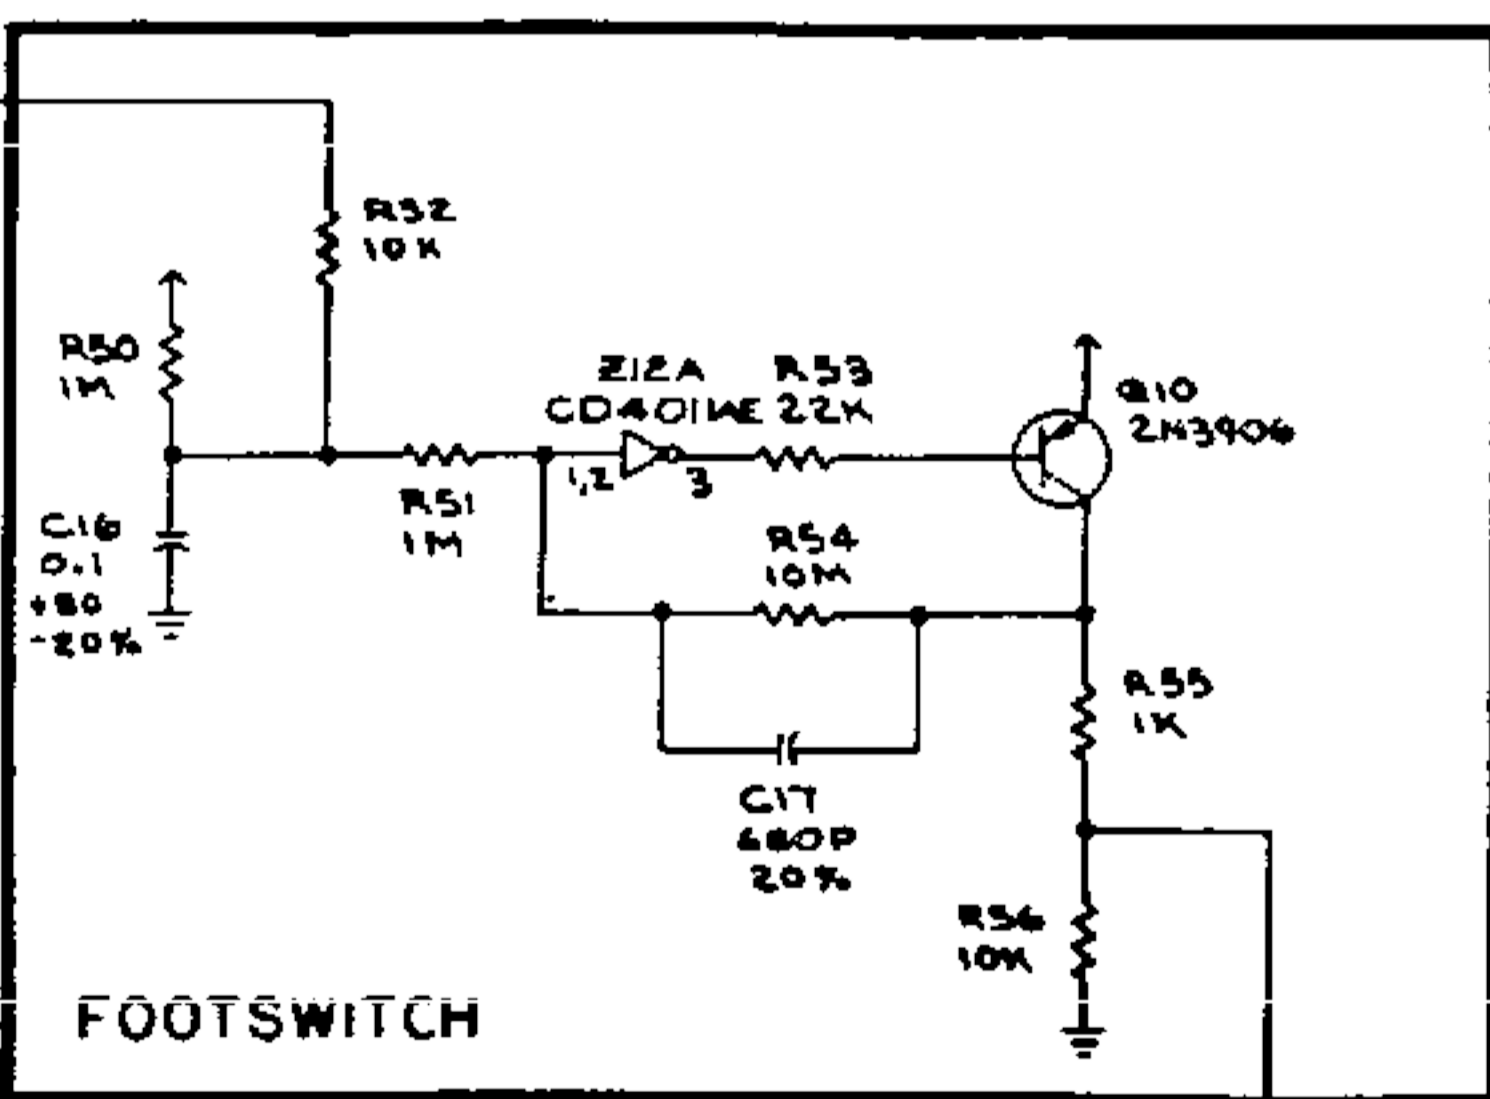 R52
10K
R50
1M
Z12A
CD4011AE
R53
22K
Q10
2N3906
1,2
3
R51
1M
C16
0.1
+80
-20%
R54
10M
R55
1K
C17
680P
20%
R56
10K
FOOTSWITCH